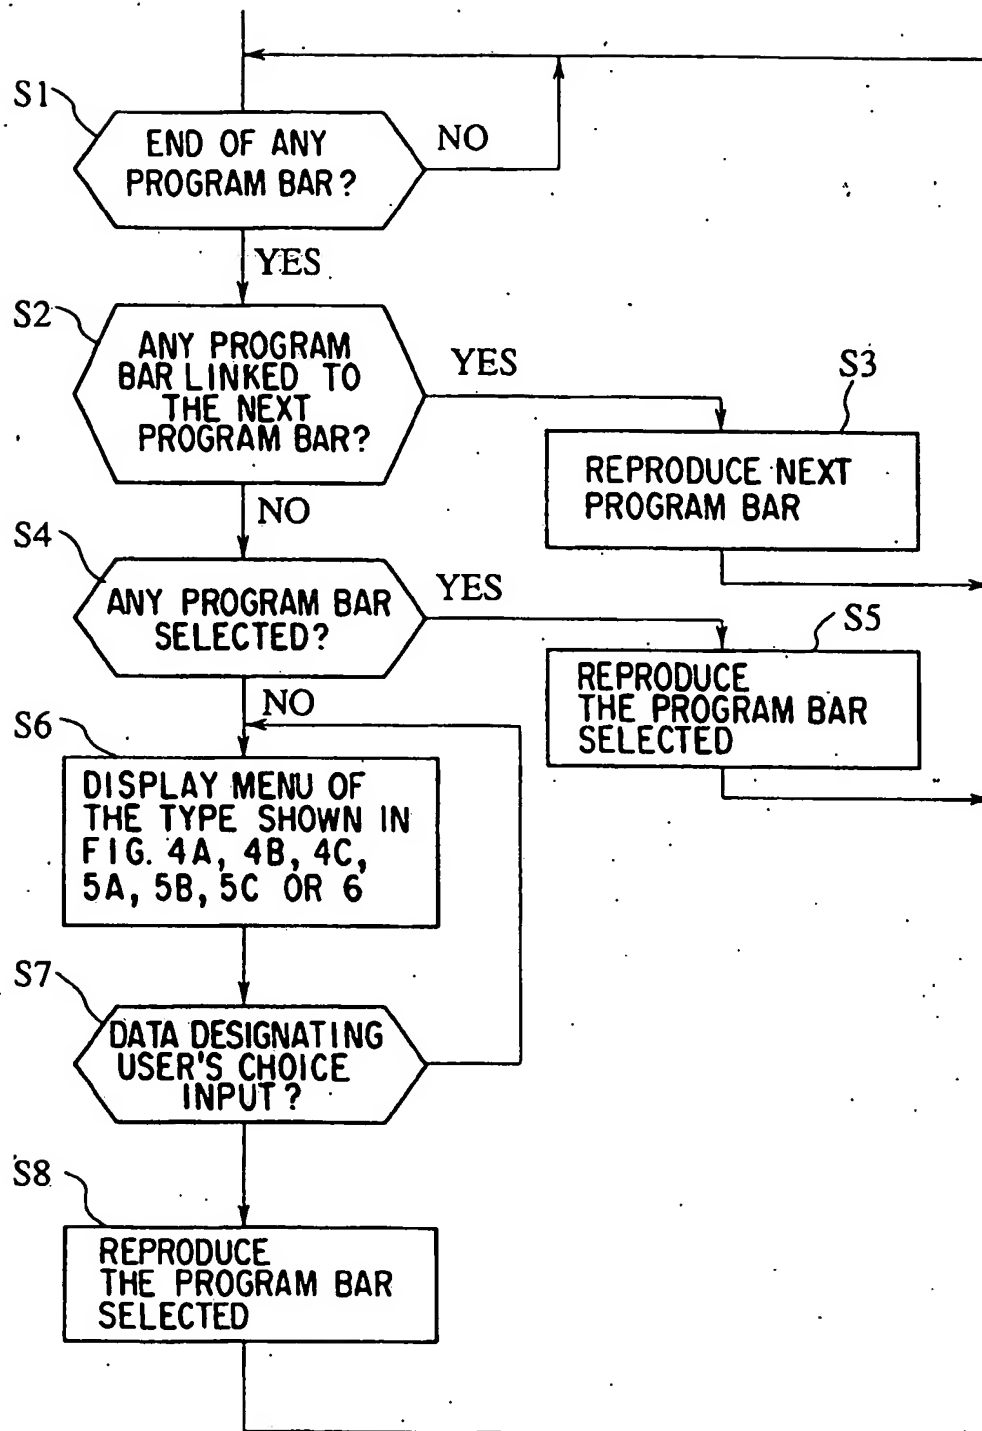 S1
END OF ANY
PROGRAM BAR?
NO
YES
S2
ANY PROGRAM
BAR LINKED TO
THE NEXT
PROGRAM BAR?
YES
S3
REPRODUCE NEXT
PROGRAM BAR
NO
S4
ANY PROGRAM BAR
SELECTED?
YES
S5
REPRODUCE
THE PROGRAM BAR
SELECTED
NO
S6
DISPLAY MENU OF
THE TYPE SHOWN IN
FIG. 4A, 4B, 4C,
5A, 5B, 5C OR 6
S7
DATA DESIGNATING
USER'S CHOICE
INPUT?
S8
REPRODUCE
THE PROGRAM BAR
SELECTED